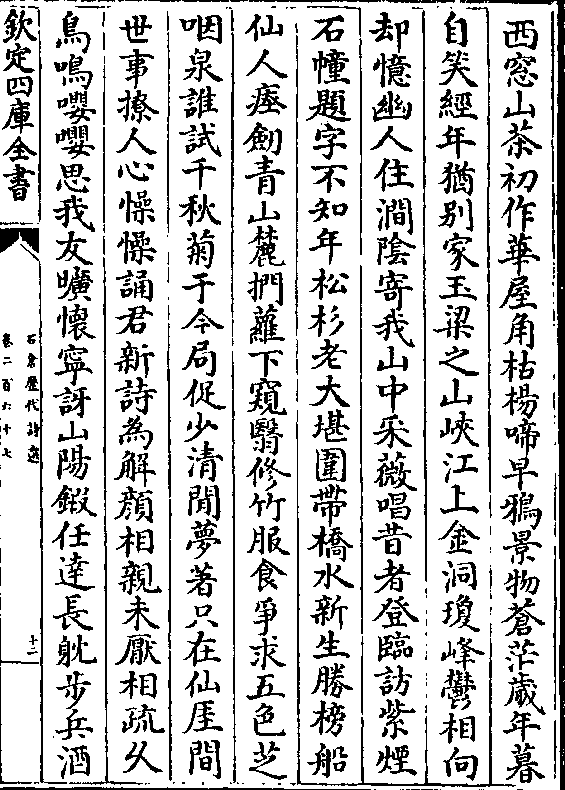 西窓山茶初作華屋角枯楊啼早鴉景物蒼茫歲年暮
自笑經年猶别家玉梁之山峽江上金洞瓊峰鬱相向
却憶幽人住澗陰寄我山中采薇唱昔者登臨訪紫煙
石幢題字不知年松杉老大堪圍帶橋水新生勝榜船
仙人瘞劒青山麓捫蘿下窺翳修竹服食爭求五色芝
咽泉誰試千秋菊于今局促少清閒夢著只在仙厓間
世事撩人心懆懆誦君新詩為解顔相親未厭相疏久
鳥鳴嚶嚶思我友曠懷寧訝山陽鍜任達長躭步兵酒
欽定四庫全書
石倉歷代詩選
卷二百六十七
十二